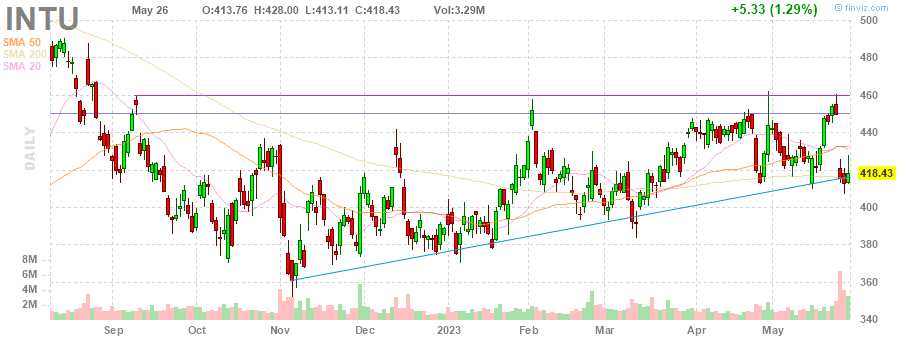 INTU May 26 O:413.76 H:428.00 L:413.11 C:418.43 Vol:3.29M +5.33 (1.29%) © finviz.com
SMA 50
SMA 200
SMA 20
DAILY
500
480
460
440
418.43
400
380
360
340
8M
6M
4M
2M
Sep Oct Nov Dec 2023 Feb Mar Apr May